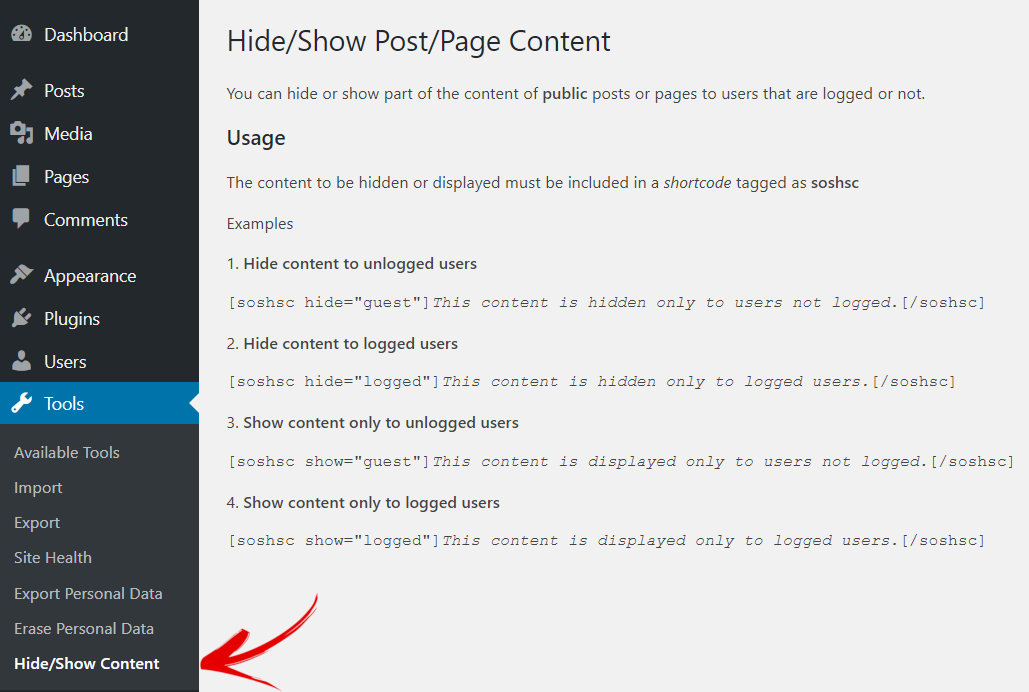 Dashboard
Posts
Media
Pages
Comments
Appearance
Plugins
Users
Tools
Available Tools
Import
Export
Site Health
Export Personal Data
Erase Personal Data
Hide/Show Content
Hide/Show Post/Page Content
You can hide or show part of the content of public posts or pages to users that are logged or not.
Usage
The content to be hidden or displayed must be included in a shortcode tagged as soshsc
Examples
1. Hide content to unlogged users
[soshsc hide="guest"]This content is hidden only to users not logged.[/soshsc]
2. Hide content to logged users
[soshsc hide="logged"]This content is hidden only to logged users.[/soshsc]
3. Show content only to unlogged users
[soshsc show="guest"]This content is displayed only to users not logged.[/soshsc]
4. Show content only to logged users
[soshsc show="logged"]This content is displayed only to logged users.[/soshsc]